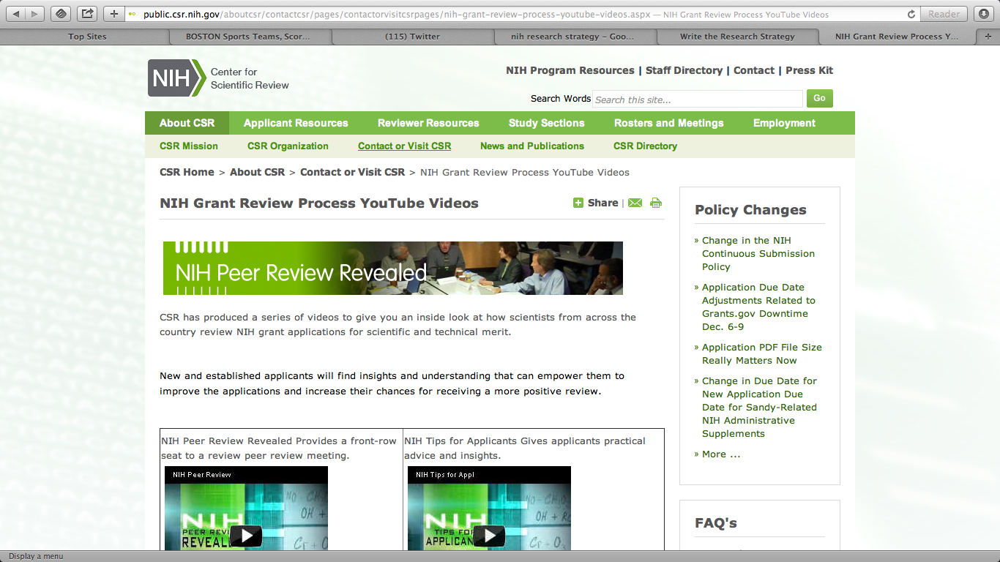 public.csr.nih.gov/aboutcsr/contactcsr/pages/contactorvisitcsrpages/nih-grant-review-process-youtube-videos.aspx — NIH Grant Review Process YouTube Videos
Reader
Top Sites
BOSTON Sports Teams, Scor...
(115) Twitter
nih research strategy – Goo...
Write the Research Strategy
NIH Grant Review Process Y...
NIH
Center for
Scientific Review
NIH Program Resources | Staff Directory | Contact | Press Kit
Search Words
Search this site...
Go
About CSR
Applicant Resources
Reviewer Resources
Study Sections
Rosters and Meetings
Employment
CSR Mission
CSR Organization
Contact or Visit CSR
News and Publications
CSR Directory
CSR Home > About CSR > Contact or Visit CSR > NIH Grant Review Process YouTube Videos
NIH Grant Review Process YouTube Videos
Share |
NIH Peer Review Revealed
CSR has produced a series of videos to give you an inside look at how scientists from across the
country review NIH grant applications for scientific and technical merit.
New and established applicants will find insights and understanding that can empower them to
improve the applications and increase their chances for receiving a more positive review.
NIH Peer Review Revealed Provides a front-row
seat to a review peer review meeting.
NIH Peer Review
NIH
PEER REVI
REVEAL
NIH Tips for Applicants Gives applicants practical
advice and insights.
NIH Tips for Appl
NIH
TIPS FOR
APPLICAN
Policy Changes
» Change in the NIH
Continuous Submission
Policy
» Application Due Date
Adjustments Related to
Grants.gov Downtime
Dec. 6-9
» Application PDF File Size
Really Matters Now
» Change in Due Date for
New Application Due
Date for Sandy-Related
NIH Administrative
Supplements
» More ...
FAQ's
Display a menu